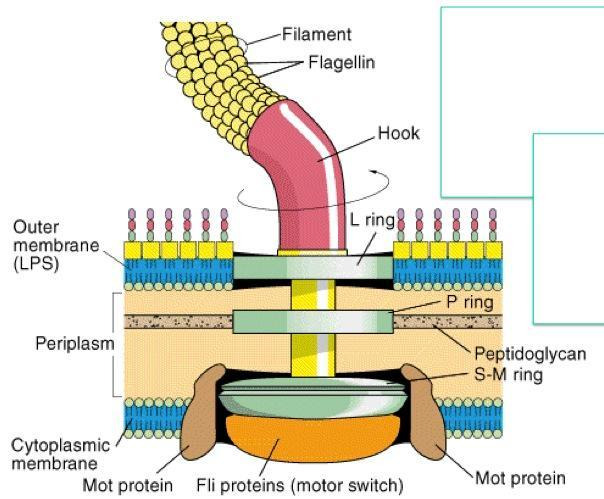 Filament
Flagellin
Hook
L ring
Outer
membrane
(LPS)
P ring
Periplasm
Peptidoglycan
S-M ring
Cytoplasmic
membrane
Mot protein
Fli proteins (motor switch)
Mot protein